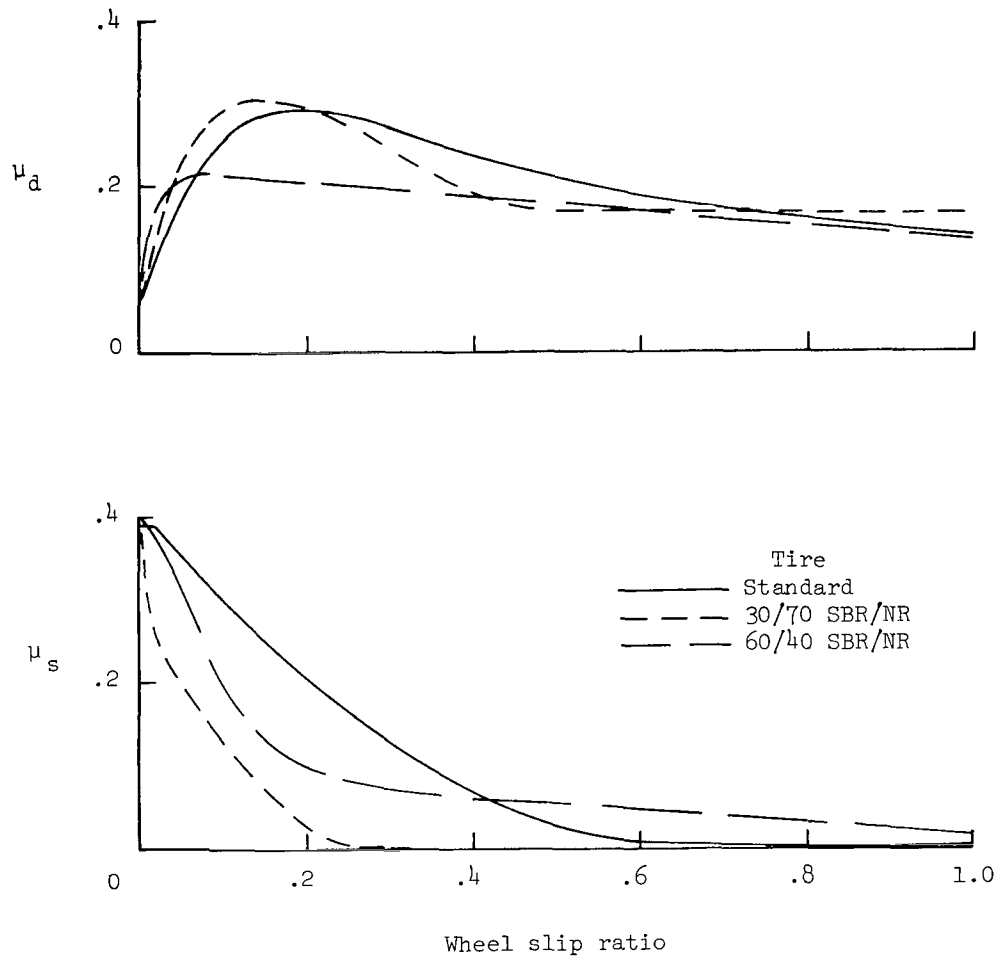 .4
μd
.2
0
.4
Tire
Standard
30/70 SBR/NR
60/40 SBR/NR
μs
.2
0 .2 .4 .6 .8 1.0
Wheel slip ratio